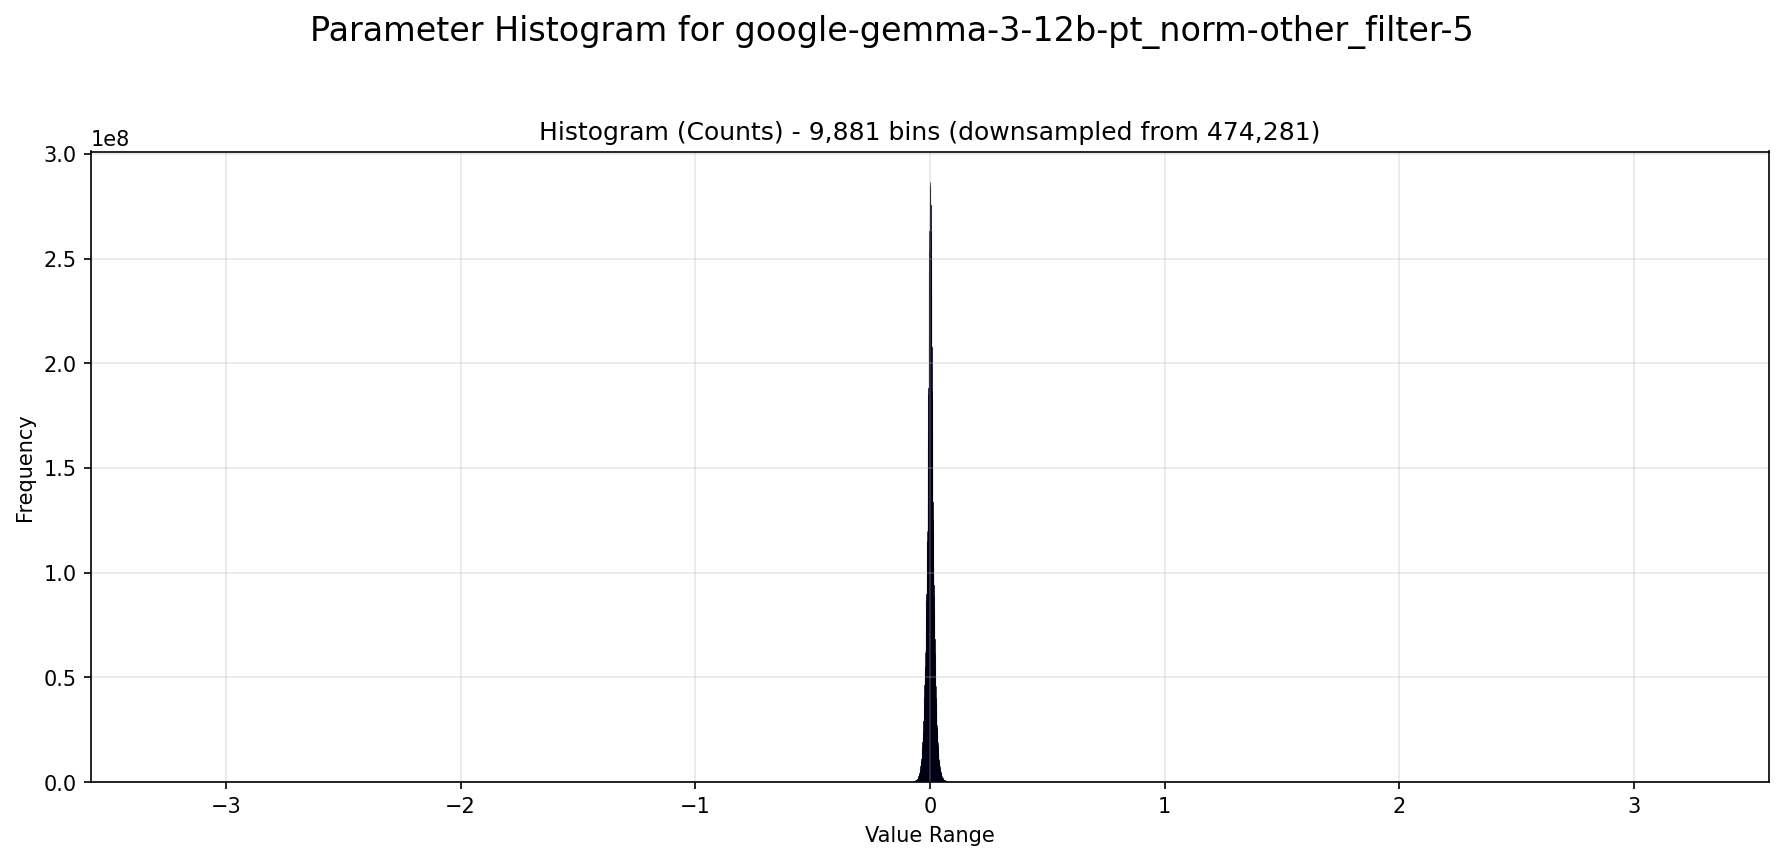 Parameter Histogram for google-gemma-3-12b-pt_norm-other_filter-5
Histogram (Counts) - 9,881 bins (downsampled from 474,281)
1e8
3.0
2.5
2.0
1.5
1.0
0.5
0.0
Frequency
−3 −2 −1 0 1 2 3
Value Range